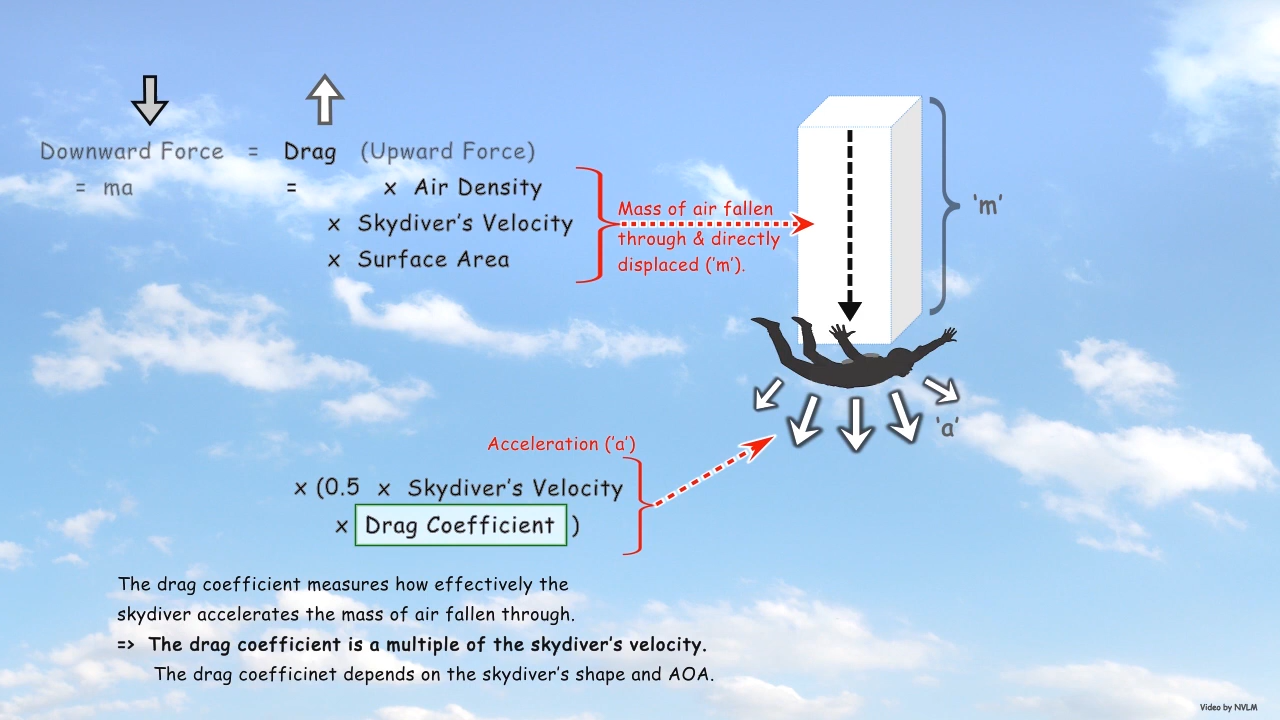 Downward Force = Drag (Upward Force)
= ma = x Air Density
x Skydiver's Velocity
x Surface Area
Mass of air fallen
through & directly
displaced ('m').
'm'
'a'
Acceleration ('a')
x (0.5 x Skydiver's Velocity
x Drag Coefficient )
The drag coefficient measures how effectively the
skydiver accelerates the mass of air fallen through.
=> The drag coefficient is a multiple of the skydiver's velocity.
The drag coefficinet depends on the skydiver's shape and AOA.
Video by NVLM